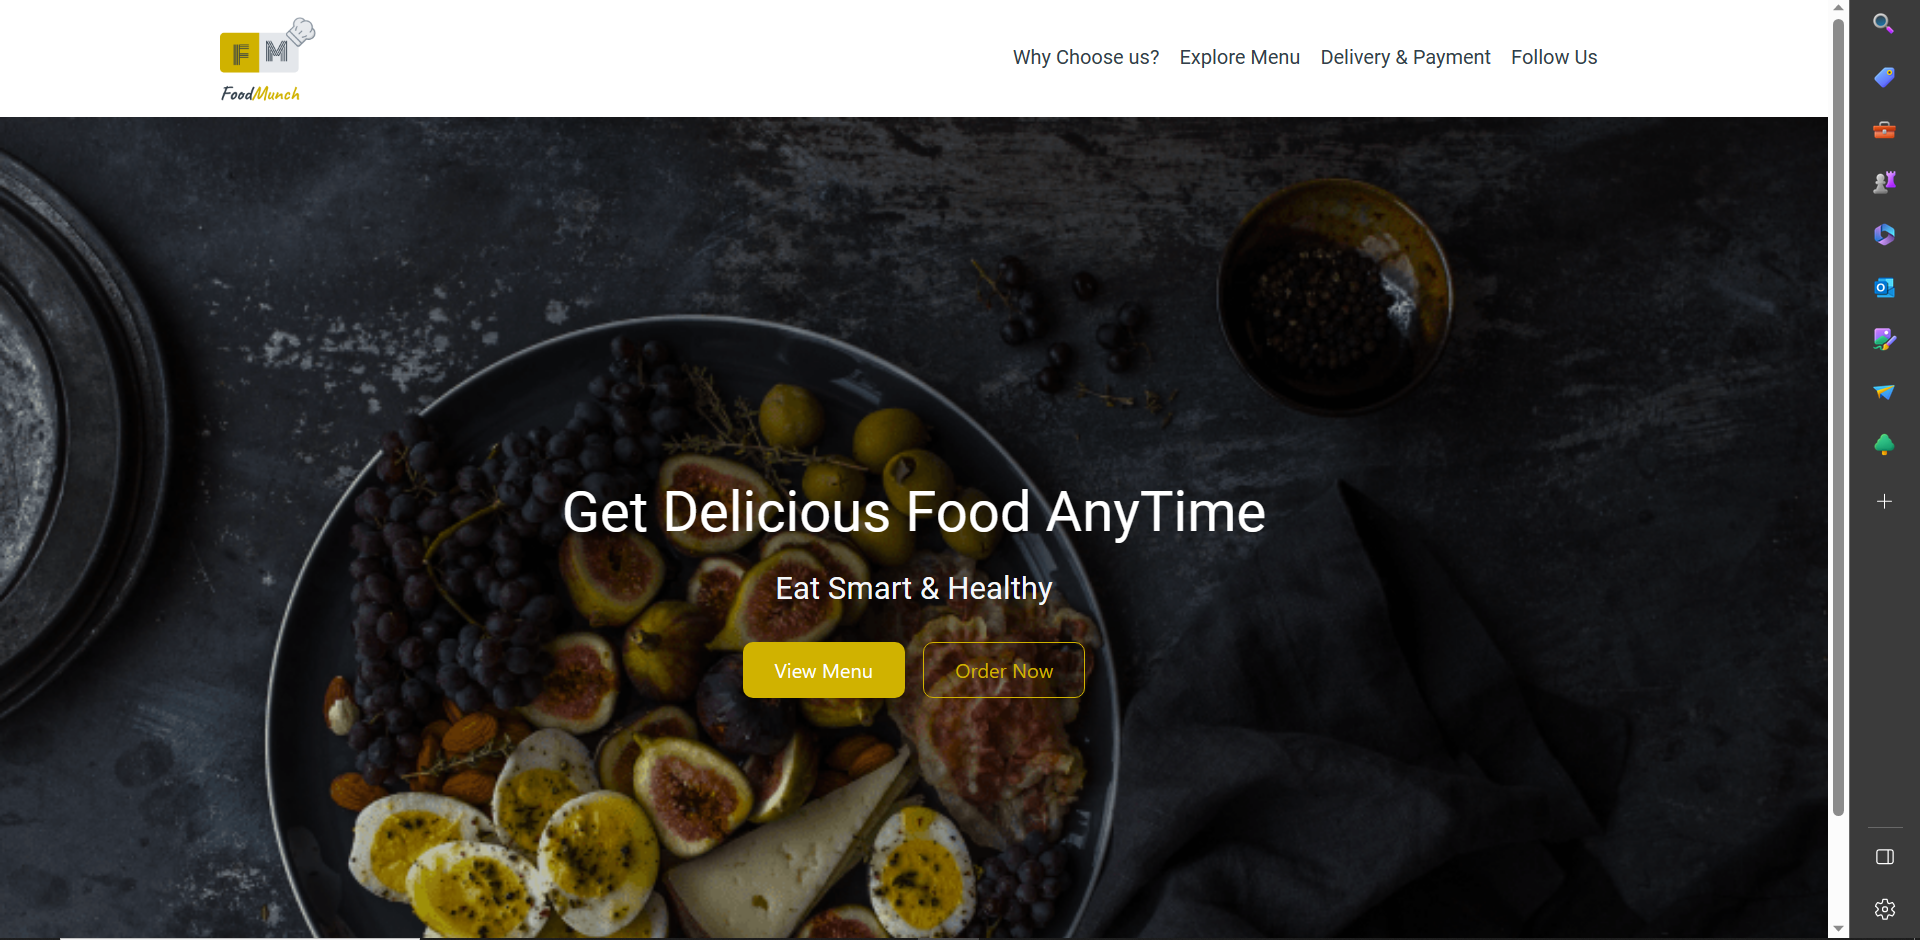 FM
FoodMunch
Why Choose us? Explore Menu Delivery & Payment Follow Us
Get Delicious Food AnyTime
Eat Smart & Healthy
View Menu Order Now